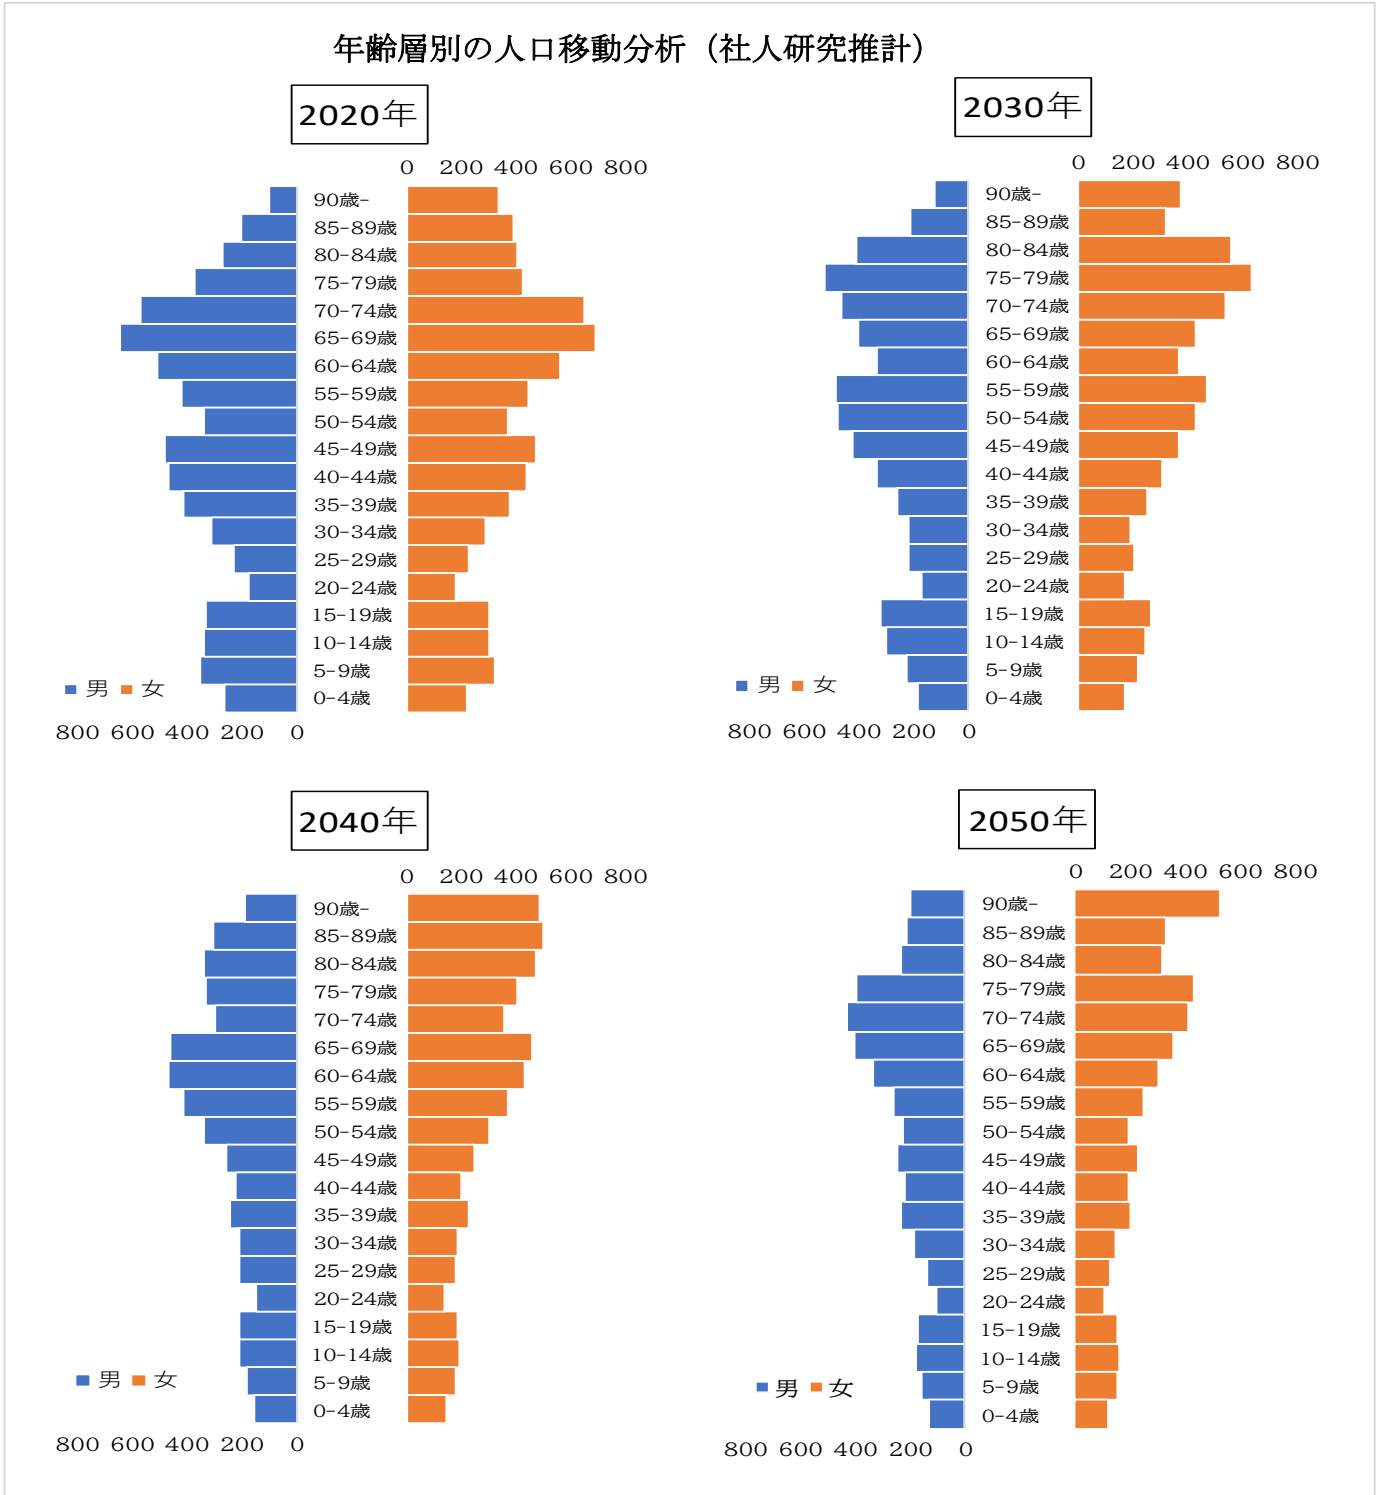 年齢層別の人口移動分析（社人研究推計）
2020年
0 200 400 600 800
90歳-
85-89歳
80-84歳
75-79歳
70-74歳
65-69歳
60-64歳
55-59歳
50-54歳
45-49歳
40-44歳
35-39歳
30-34歳
25-29歳
20-24歳
15-19歳
10-14歳
5-9歳
0-4歳
男 女
800 600 400 200 0
2030年
0 200 400 600 800
90歳-
85-89歳
80-84歳
75-79歳
70-74歳
65-69歳
60-64歳
55-59歳
50-54歳
45-49歳
40-44歳
35-39歳
30-34歳
25-29歳
20-24歳
15-19歳
10-14歳
5-9歳
0-4歳
男 女
800 600 400 200 0
2040年
0 200 400 600 800
90歳-
85-89歳
80-84歳
75-79歳
70-74歳
65-69歳
60-64歳
55-59歳
50-54歳
45-49歳
40-44歳
35-39歳
30-34歳
25-29歳
20-24歳
15-19歳
10-14歳
5-9歳
0-4歳
男 女
800 600 400 200 0
2050年
0 200 400 600 800
90歳-
85-89歳
80-84歳
75-79歳
70-74歳
65-69歳
60-64歳
55-59歳
50-54歳
45-49歳
40-44歳
35-39歳
30-34歳
25-29歳
20-24歳
15-19歳
10-14歳
5-9歳
0-4歳
男 女
800 600 400 200 0